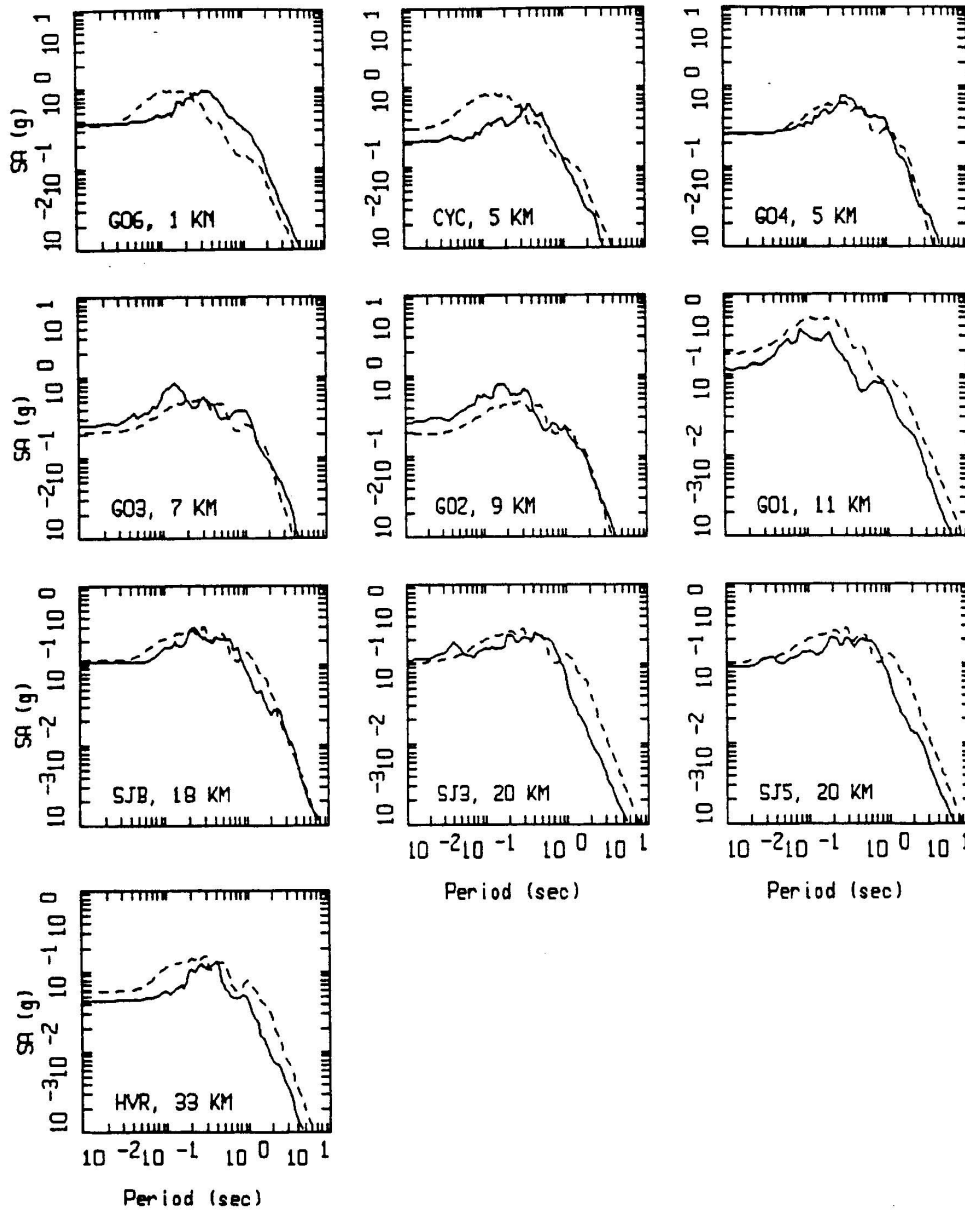 SA (g)
10 -2 10 -1 10 0 10 1
G06, 1 KM
10 -2 10 -1 10 0 10 1
CYC, 5 KM
10 -2 10 -1 10 0 10 1
G04, 5 KM
SA (g)
10 -2 10 -1 10 0 10 1
G03, 7 KM
10 -2 10 -1 10 0 10 1
G02, 9 KM
10 -3 10 -2 10 -1 10 0
G01, 11 KM
SA (g)
10 -3 10 -2 10 -1 10 0
SJB, 18 KM
10 -3 10 -2 10 -1 10 0
SJ3, 20 KM
10 -2 10 -1 10 0 10 1
Period (sec)
10 -3 10 -2 10 -1 10 0
SJ5, 20 KM
10 -2 10 -1 10 0 10 1
Period (sec)
SA (g)
10 -3 10 -2 10 -1 10 0
HVR, 33 KM
10 -2 10 -1 10 0 10 1
Period (sec)